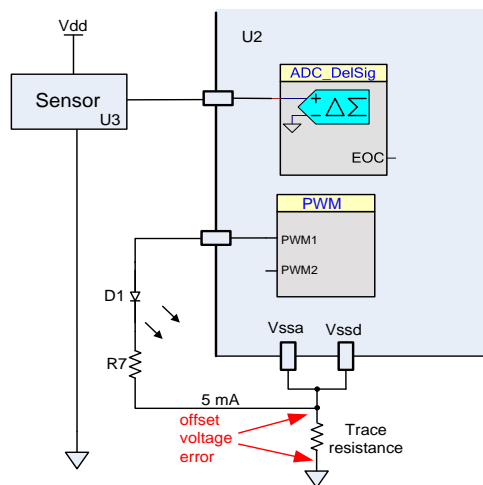 Vdd
U2
Sensor
U3
ADC_DelSig
+
−
ΔΣ
EOC
PWM
PWM1
PWM2
D1
R7
Vssa
Vssd
5 mA
offset
voltage
error
Trace
resistance